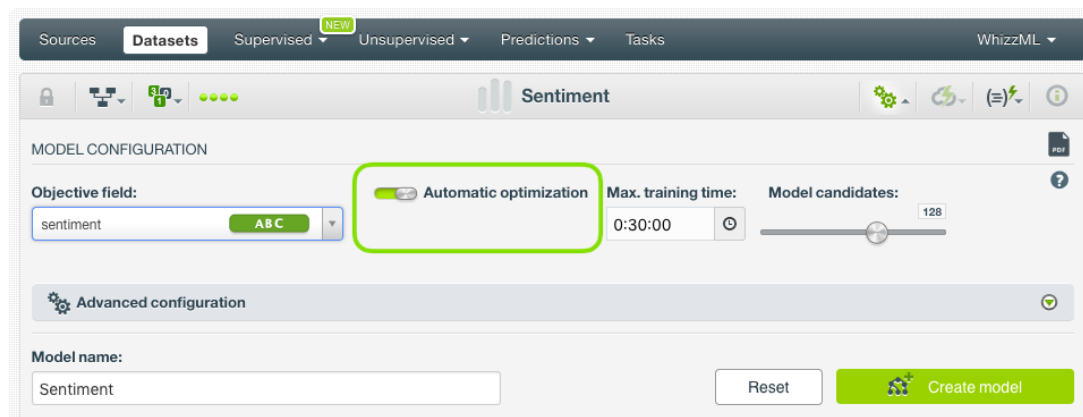 NEW
Sources Datasets Supervised Unsupervised Predictions Tasks WhizzML
Sentiment
MODEL CONFIGURATION
PDF
Objective field: Automatic optimization Max. training time: Model candidates:
sentiment ABC 0:30:00 128
Advanced configuration
Model name:
Sentiment Reset Create model